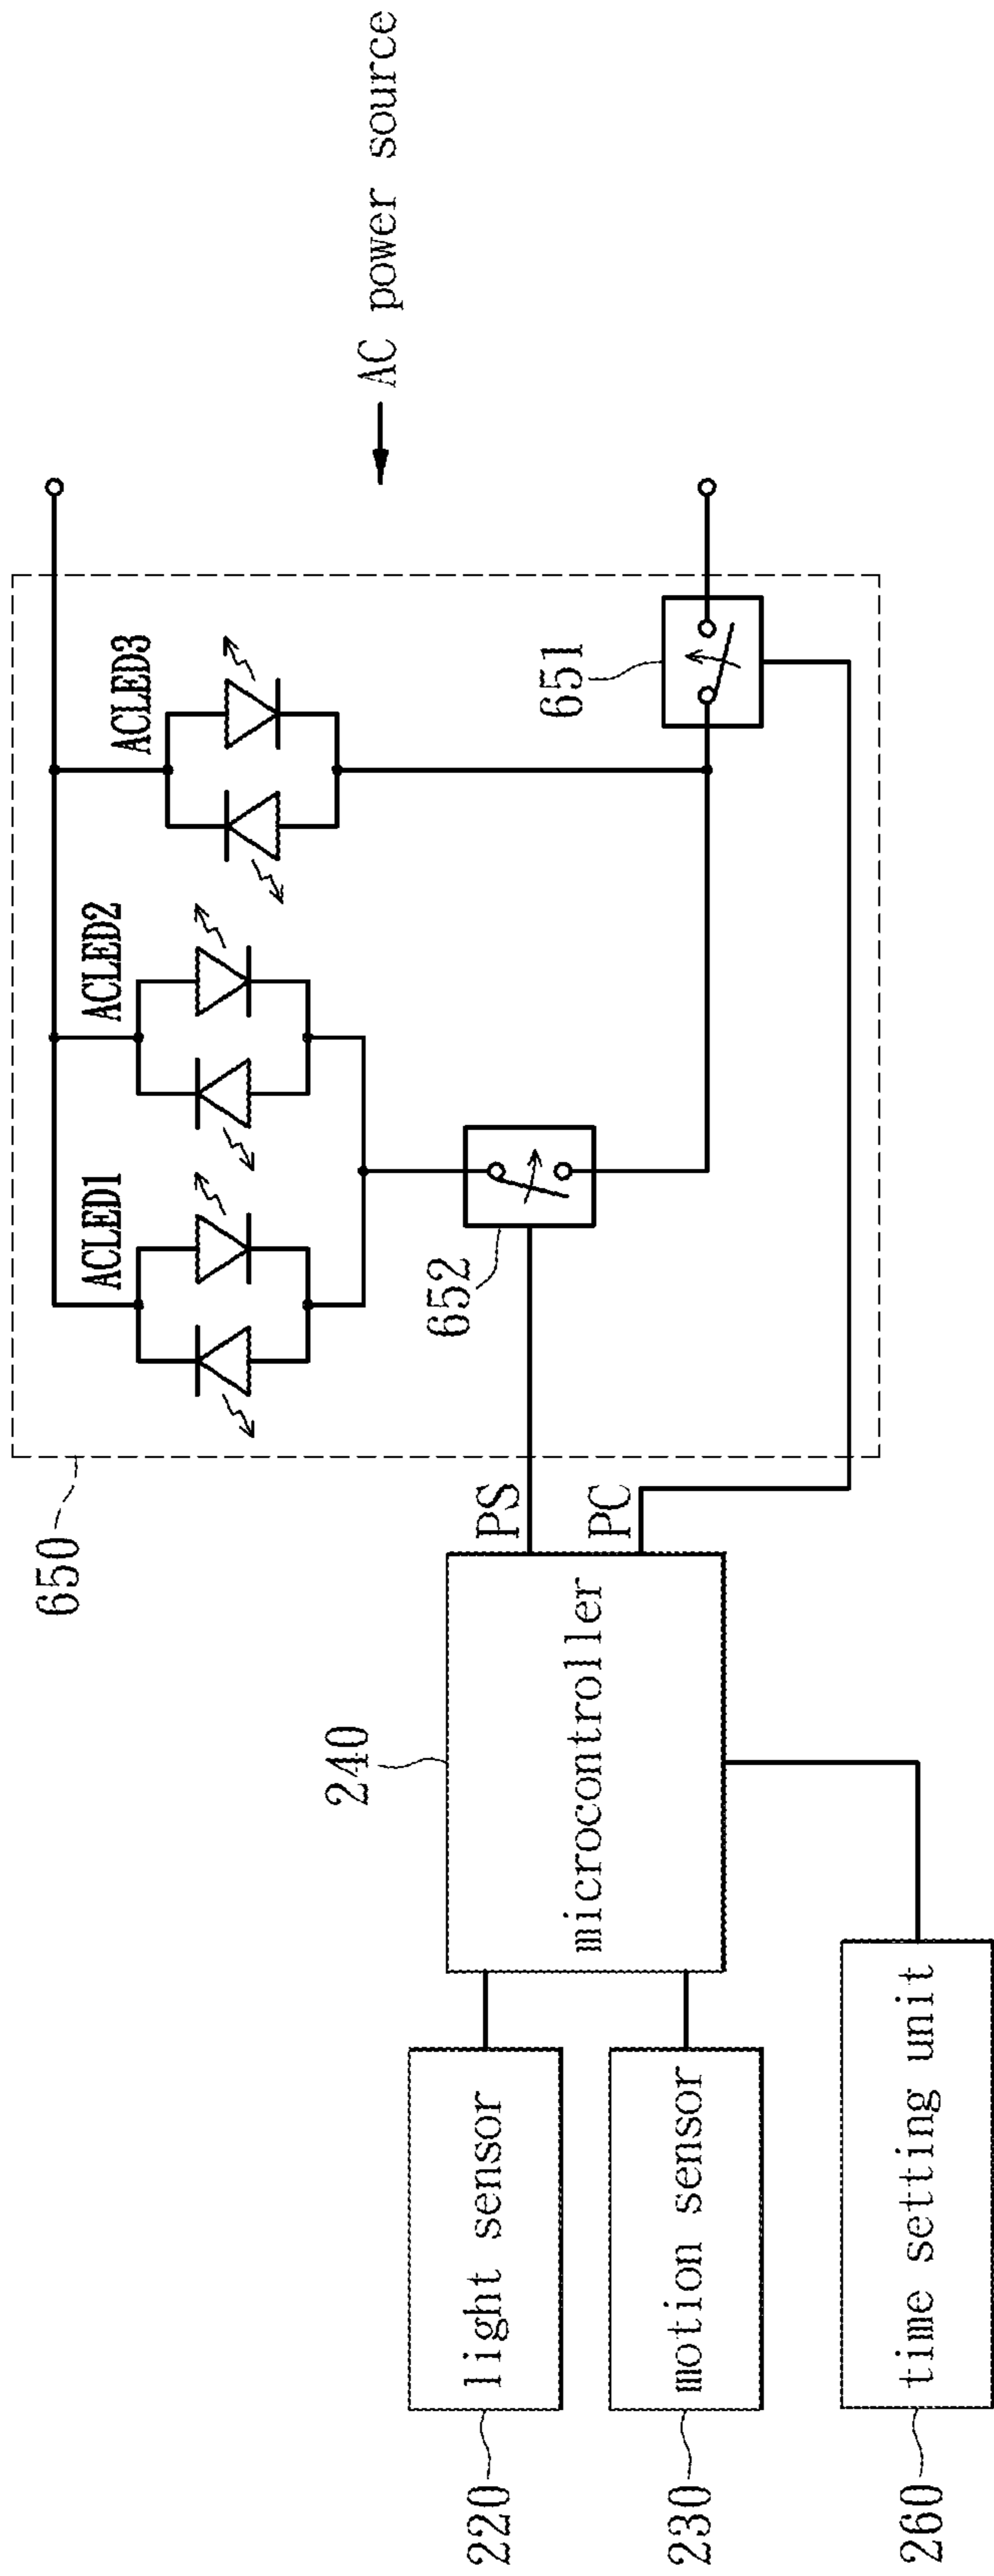 650
ACLED1
ACLED2
ACLED3
652
651
AC power source
PS
PC
240
microcontroller
220
light sensor
230
motion sensor
260
time setting unit